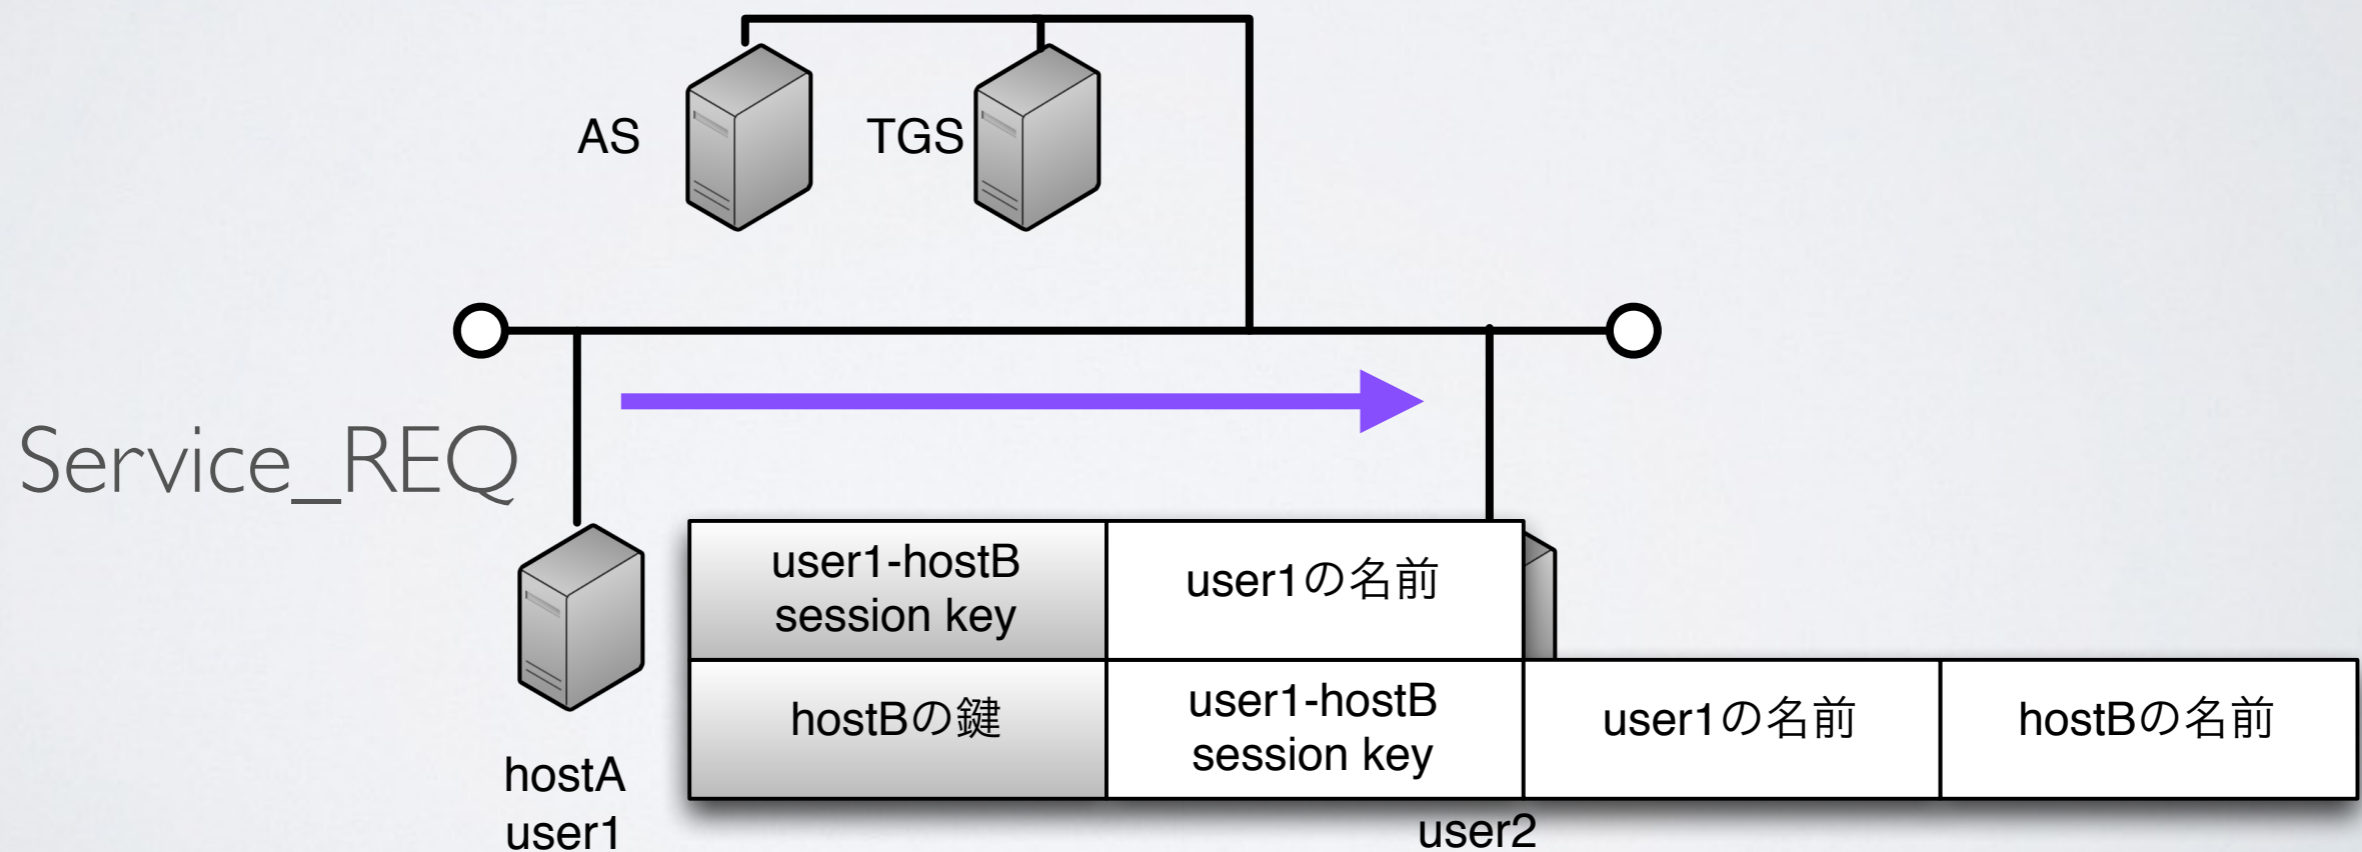 AS
TGS
Service_REQ
user1-hostB
session key
user1の名前
hostBの鍵
user1-hostB
session key
user1の名前
hostBの名前
hostA
user1
user2